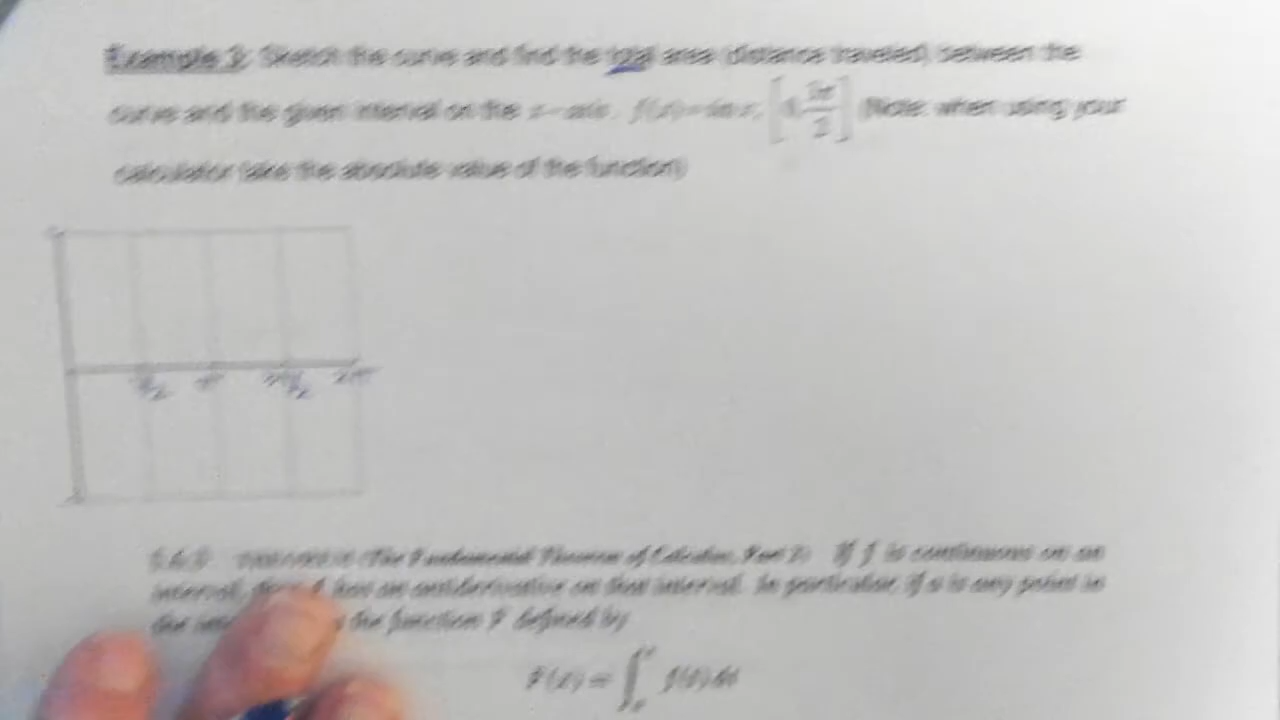 Example 3: Sketch the curve and find the total area (distance traveled) between the
curve and the given interval on the x-axis. f(x)=sin x, [0, 3π/2] (Note: when using your
calculator take the absolute value of the function)
π/2 π 3π/2 2π
THEOREM (The Fundamental Theorem of Calculus, Part 2) If f is continuous on an
interval, then f has an antiderivative on that interval. In particular, if a is any point in
the the function F defined by
F(x) = ∫ₐˣ f(t) dt